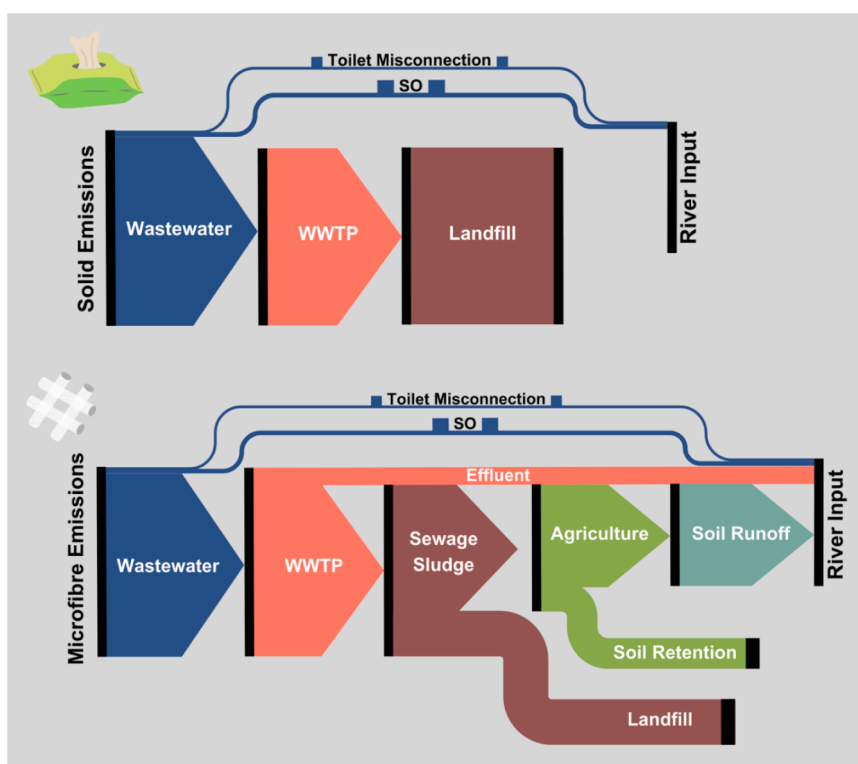 Toilet Misconnection
SO
Solid Emissions
Wastewater
WWTP
Landfill
River Input
Toilet Misconnection
SO
Effluent
Microfibre Emissions
Wastewater
WWTP
Sewage
Sludge
Agriculture
Soil Runoff
River Input
Soil Retention
Landfill